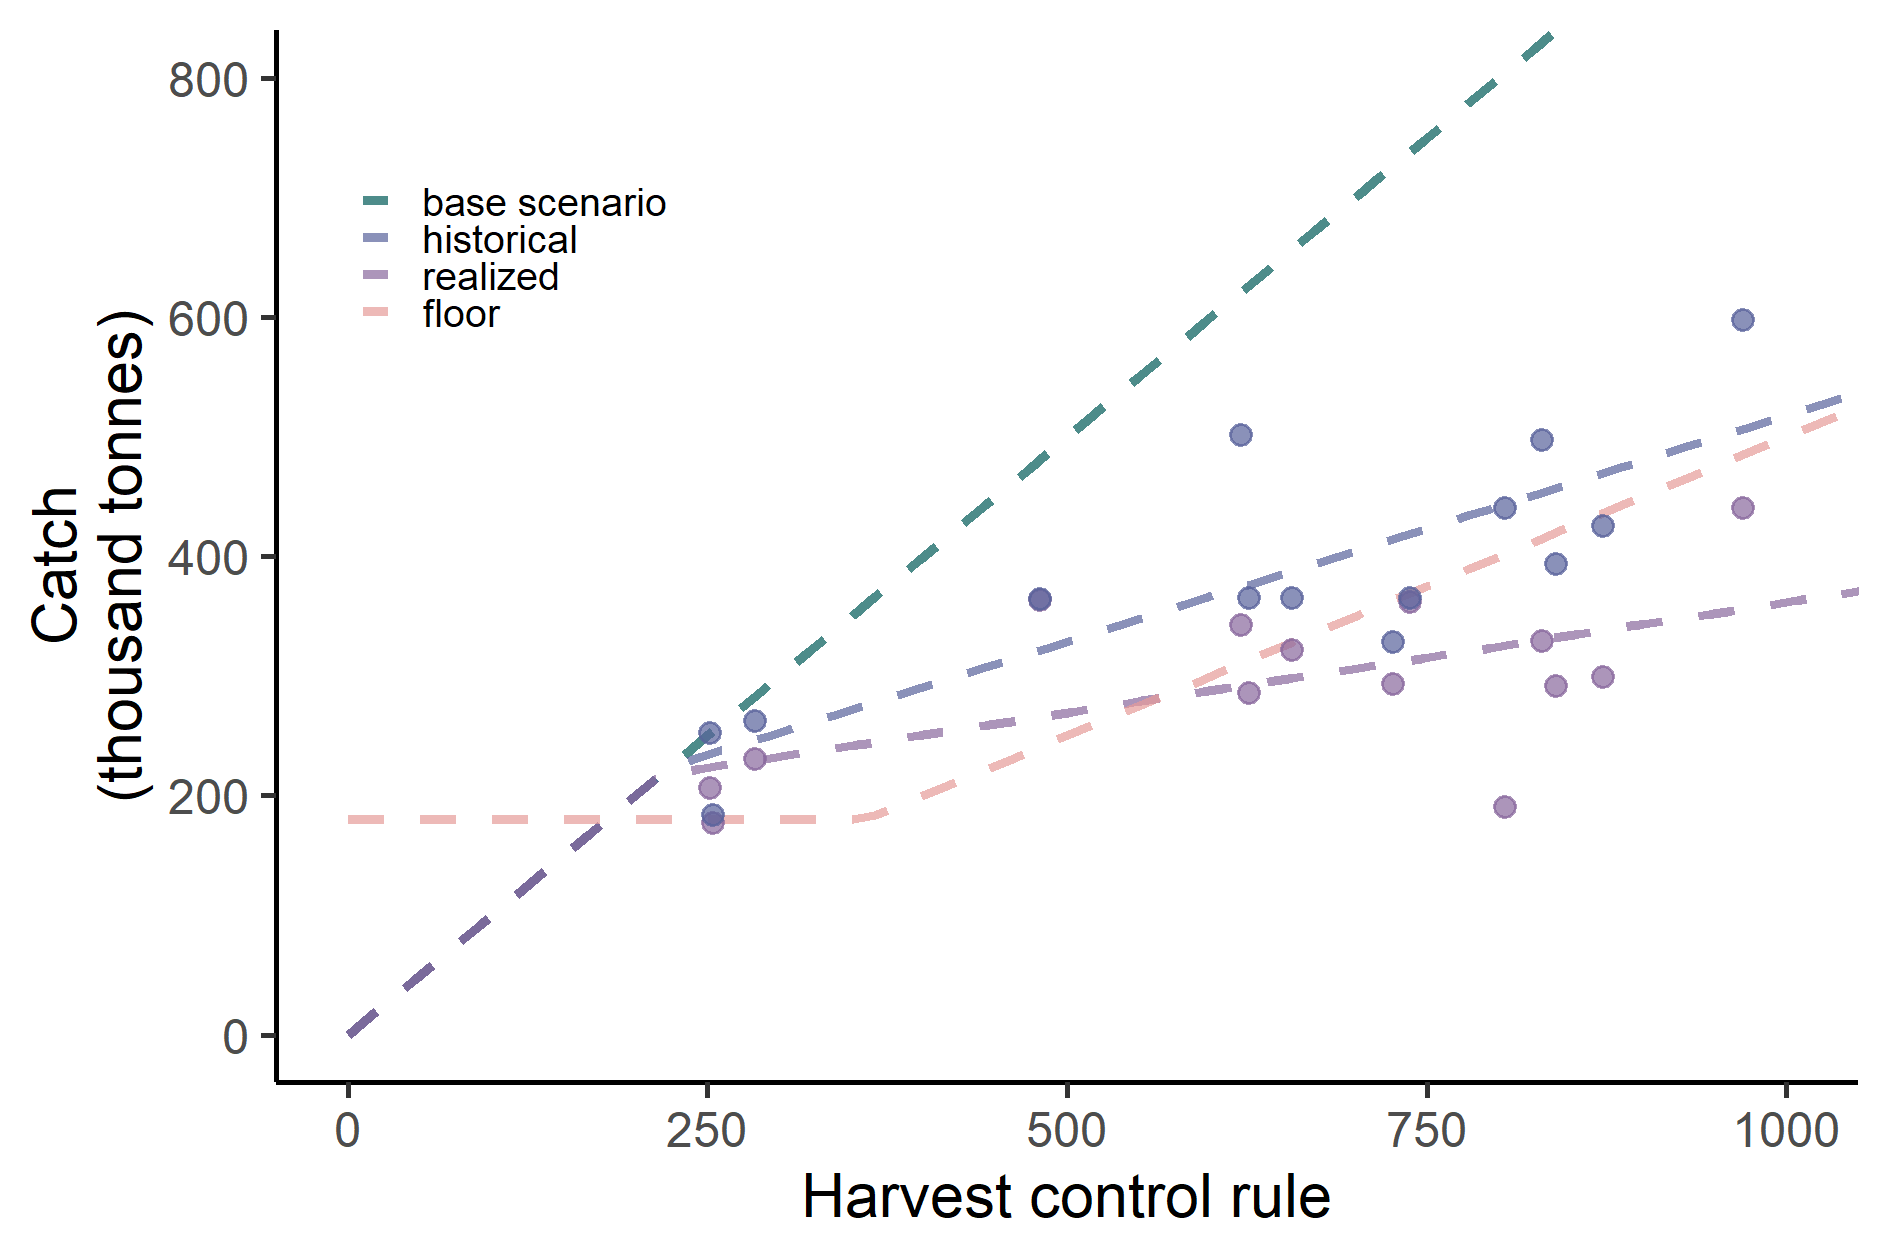 800
600
400
200
0
Catch
(thousand tonnes)
base scenario
historical
realized
floor
0 250 500 750 1000
Harvest control rule